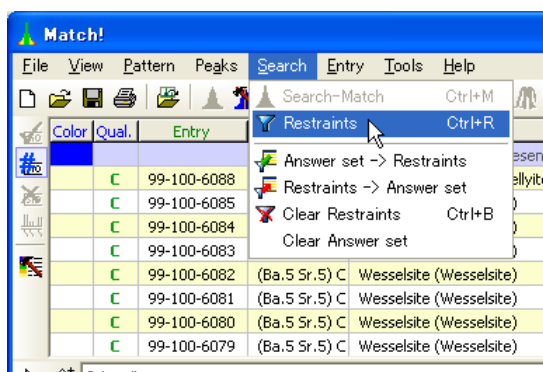 Match!
File View Pattern Peaks Search Entry Tools Help
Search-Match Ctrl+M
Restraints Ctrl+R
Answer set -> Restraints
Restraints -> Answer set
Clear Restraints Ctrl+B
Clear Answer set
Color Qual. Entry
C 99-100-6088
C 99-100-6085
C 99-100-6084
C 99-100-6083
C 99-100-6082 (Ba.5 Sr.5) C Wesselsite (Wesselsite)
C 99-100-6081 (Ba.5 Sr.5) C Wesselsite (Wesselsite)
C 99-100-6080 (Ba.5 Sr.5) C Wesselsite (Wesselsite)
C 99-100-6079 (Ba.5 Sr.5) C Wesselsite (Wesselsite)